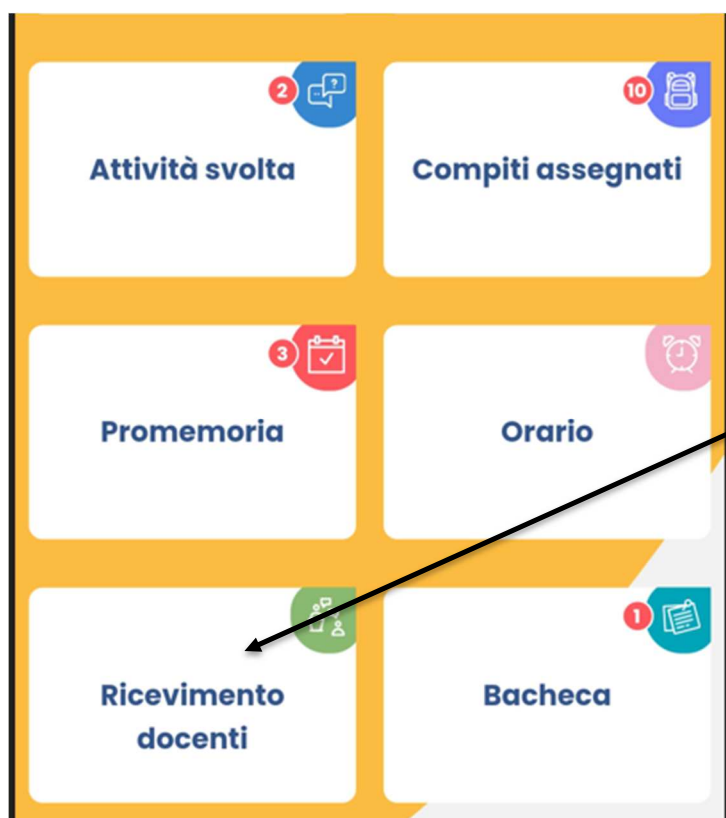 2
Attività svolta
10
Compiti assegnati
3
Promemoria
Orario
Ricevimento
docenti
1
Bacheca